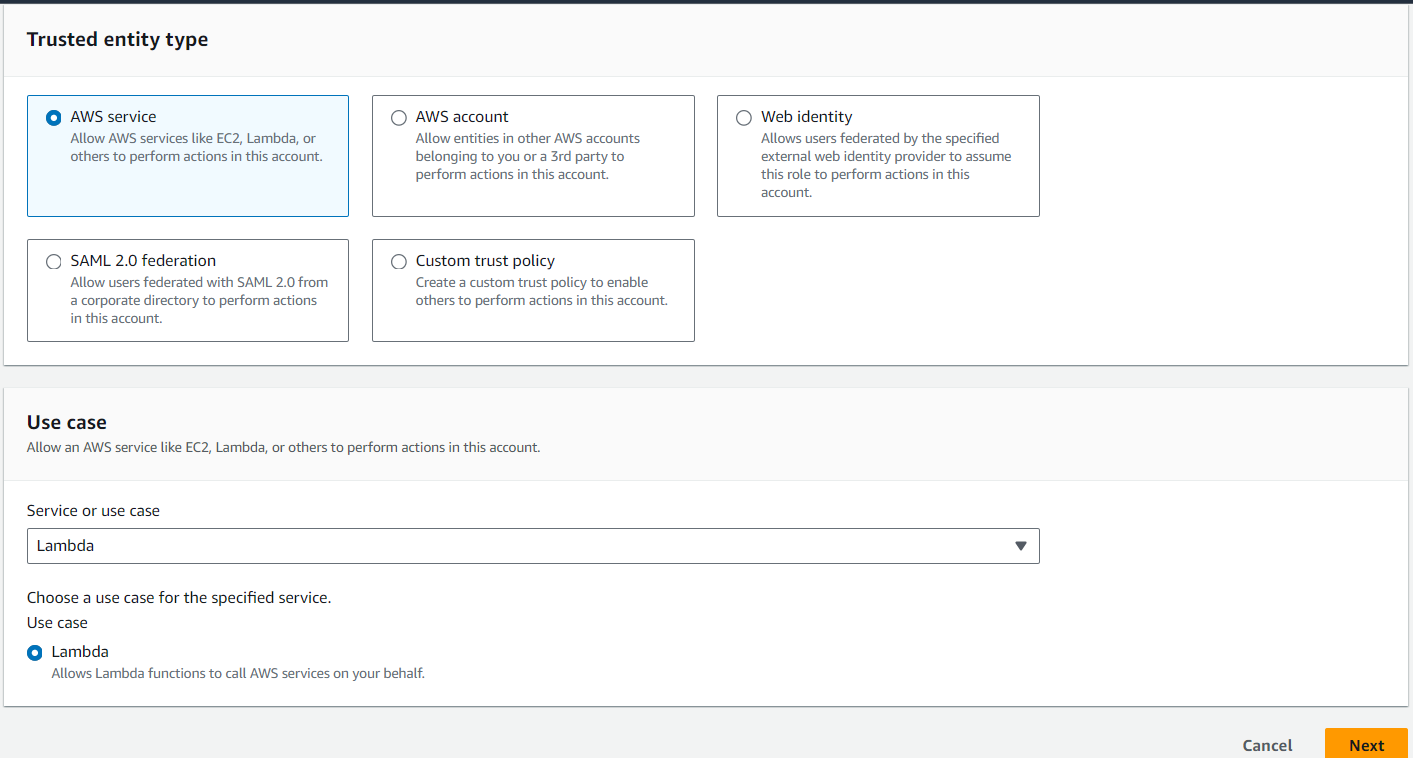 Trusted entity type
AWS service
Allow AWS services like EC2, Lambda, or
others to perform actions in this account.
AWS account
Allow entities in other AWS accounts
belonging to you or a 3rd party to
perform actions in this account.
Web identity
Allows users federated by the specified
external web identity provider to assume
this role to perform actions in this
account.
SAML 2.0 federation
Allow users federated with SAML 2.0 from
a corporate directory to perform actions
in this account.
Custom trust policy
Create a custom trust policy to enable
others to perform actions in this account.
Use case
Allow an AWS service like EC2, Lambda, or others to perform actions in this account.
Service or use case
Lambda
Choose a use case for the specified service.
Use case
Lambda
Allows Lambda functions to call AWS services on your behalf.
Cancel
Next